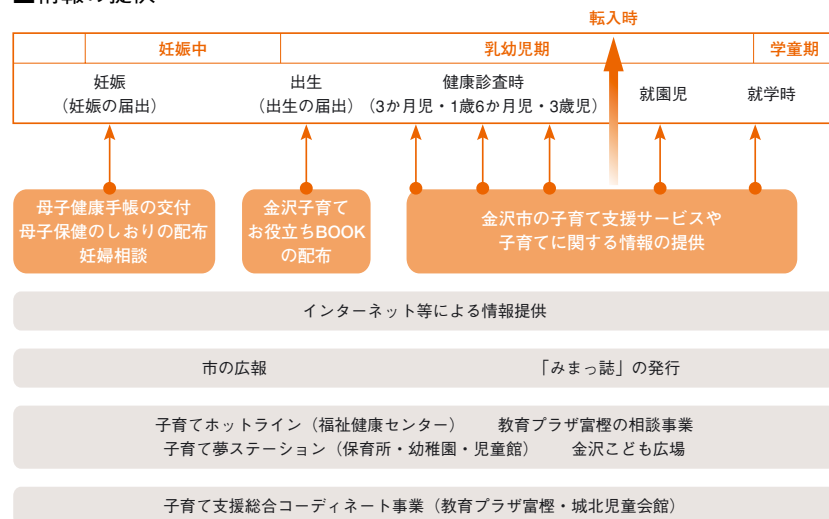 ■情報の提供
転入時
妊娠中
乳幼児期
学童期
妊娠
（妊娠の届出）
出生
（出生の届出）
健康診査時
（3か月児・1歳6か月児・3歳児）
就園児
就学時
母子健康手帳の交付
母子保健のしおりの配布
妊婦相談
金沢子育て
お役立ちBOOK
の配布
金沢市の子育て支援サービスや
子育てに関する情報の提供
インターネット等による情報提供
市の広報　「みまっ誌」の発行
子育てホットライン（福祉健康センター）　教育プラザ富樫の相談事業
子育て夢ステーション（保育所・幼稚園・児童館）　金沢こども広場
子育て支援総合コーディネート事業（教育プラザ富樫・城北児童会館）